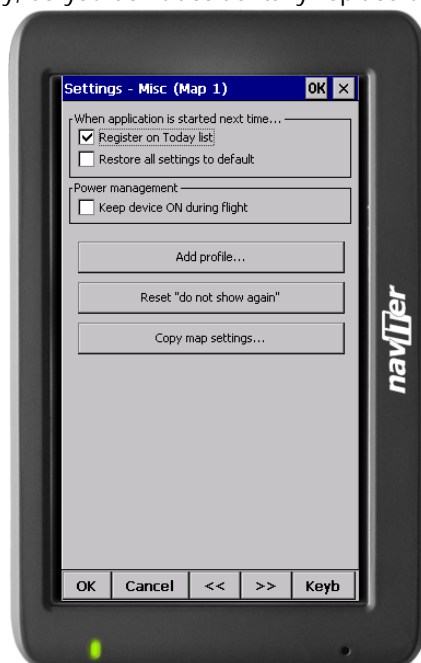 Settings - Misc (Map 1) OK ×
When application is started next time...
Register on Today list
Restore all settings to default
Power management
Keep device ON during flight
Add profile...
Reset "do not show again"
Copy map settings...
OK Cancel << >> Keyb
naviter